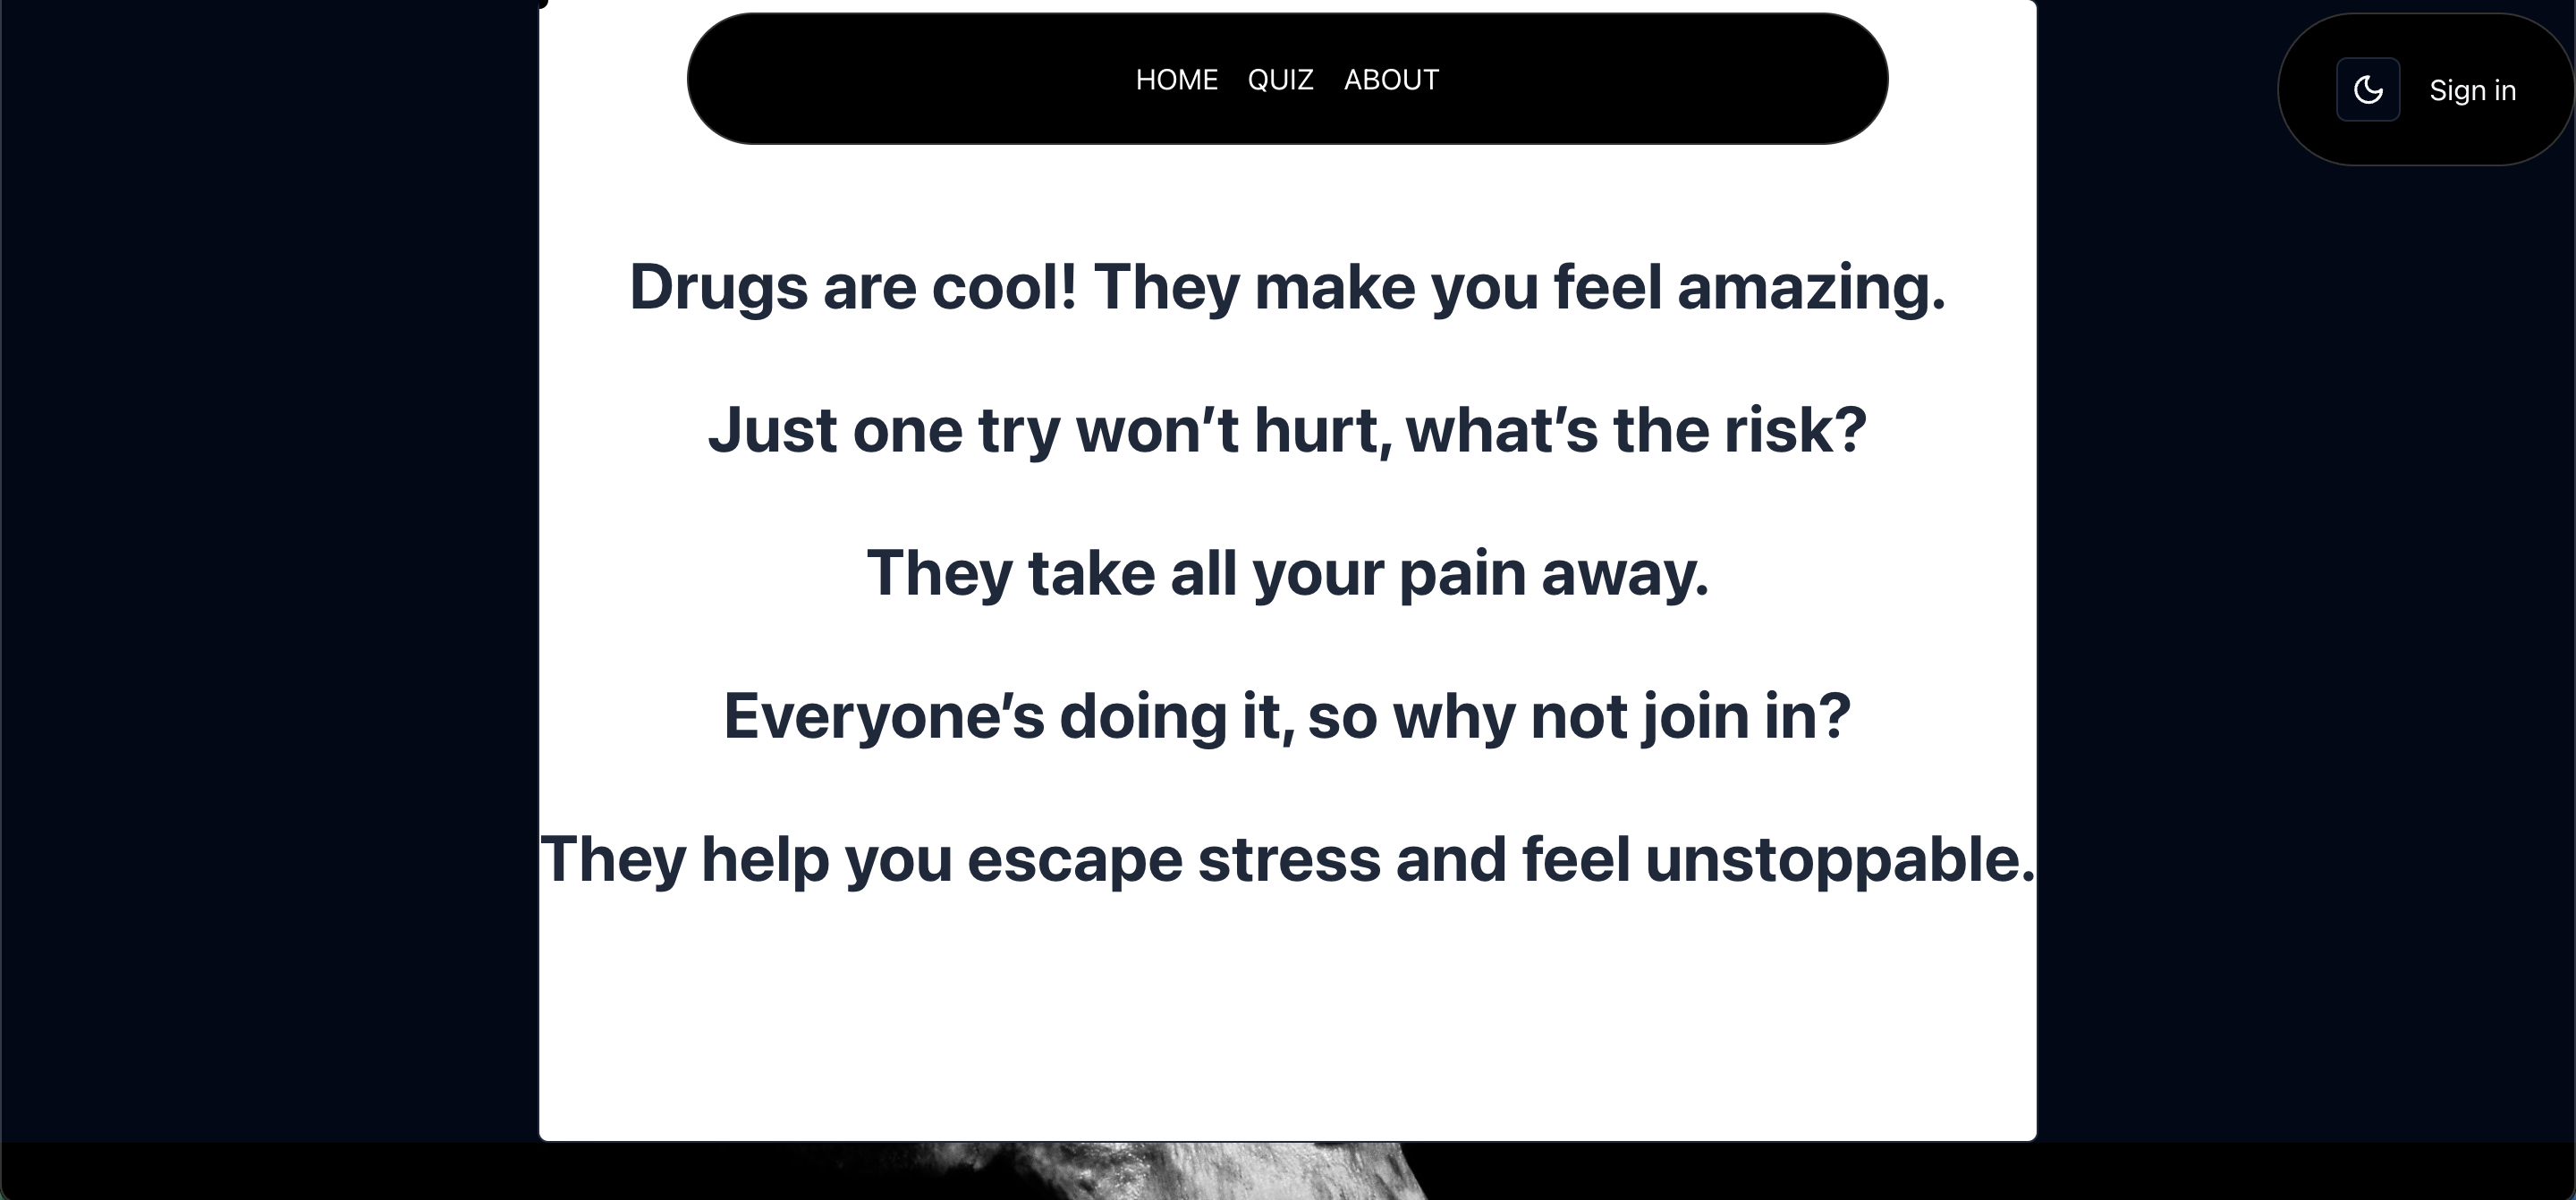 HOME QUIZ ABOUT
Sign in
Drugs are cool! They make you feel amazing.
Just one try won’t hurt, what’s the risk?
They take all your pain away.
Everyone’s doing it, so why not join in?
They help you escape stress and feel unstoppable.